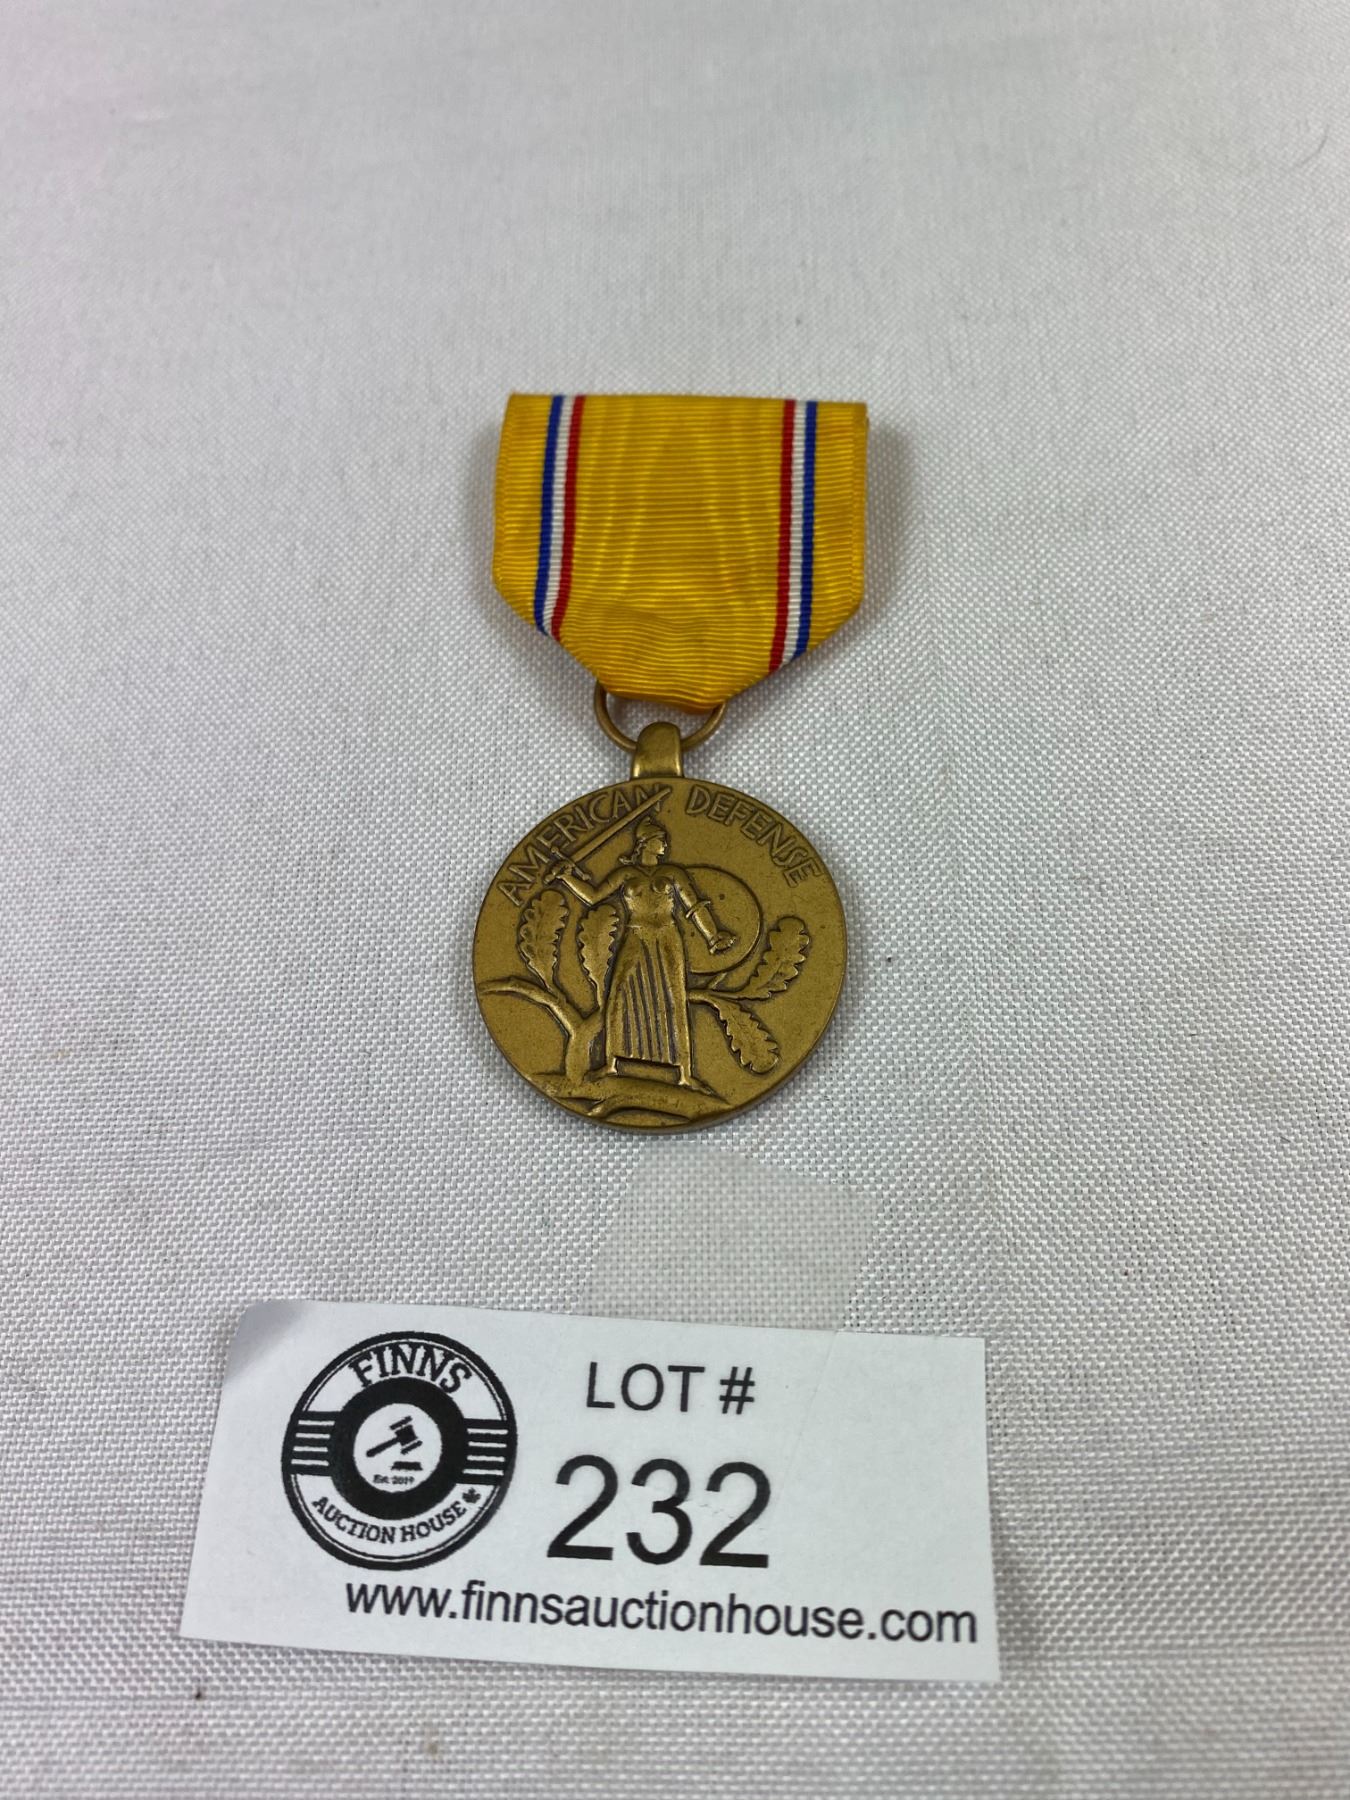 AMERICAN DEFENSE
FINNS
Est. 2019
AUCTION HOUSE
LOT #
232
www.finnsauctionhouse.com